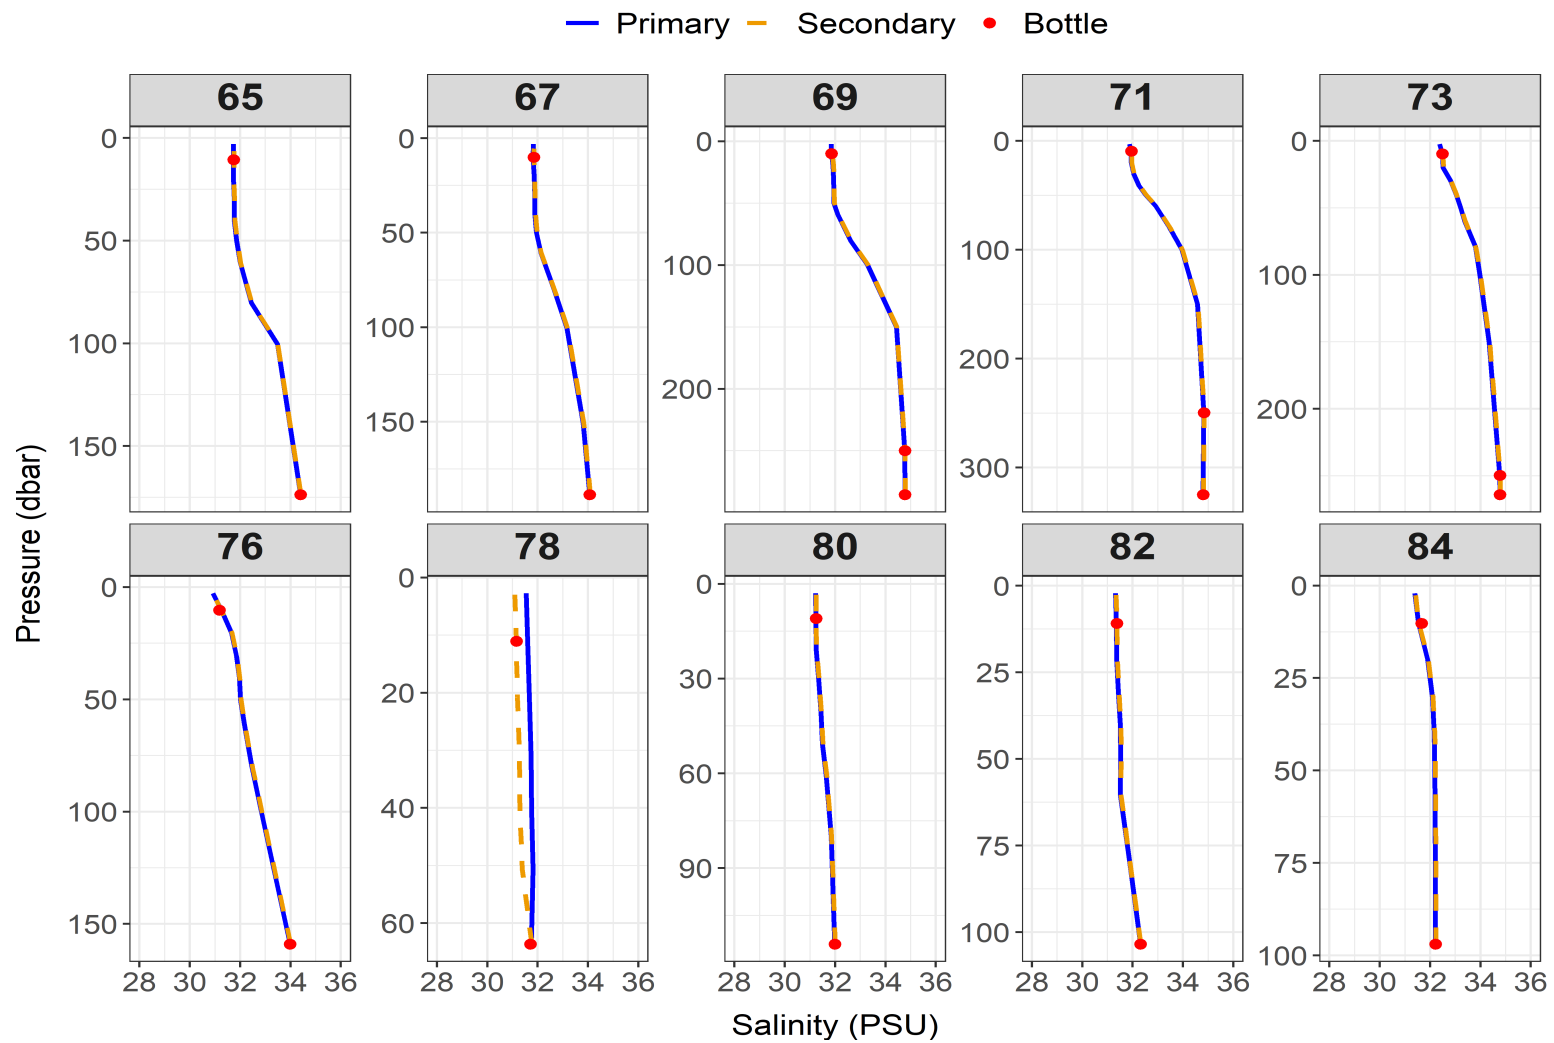 Primary Secondary Bottle
65 67 69 71 73
0 50 100 150
0 50 100 150
0 100 200
0 100 200 300
0 100 200
Pressure (dbar)
76 78 80 82 84
0 50 100 150
0 20 40 60
0 30 60 90
0 25 50 75 100
0 25 50 75 100
28 30 32 34 36 28 30 32 34 36 28 30 32 34 36 28 30 32 34 36 28 30 32 34 36
Salinity (PSU)